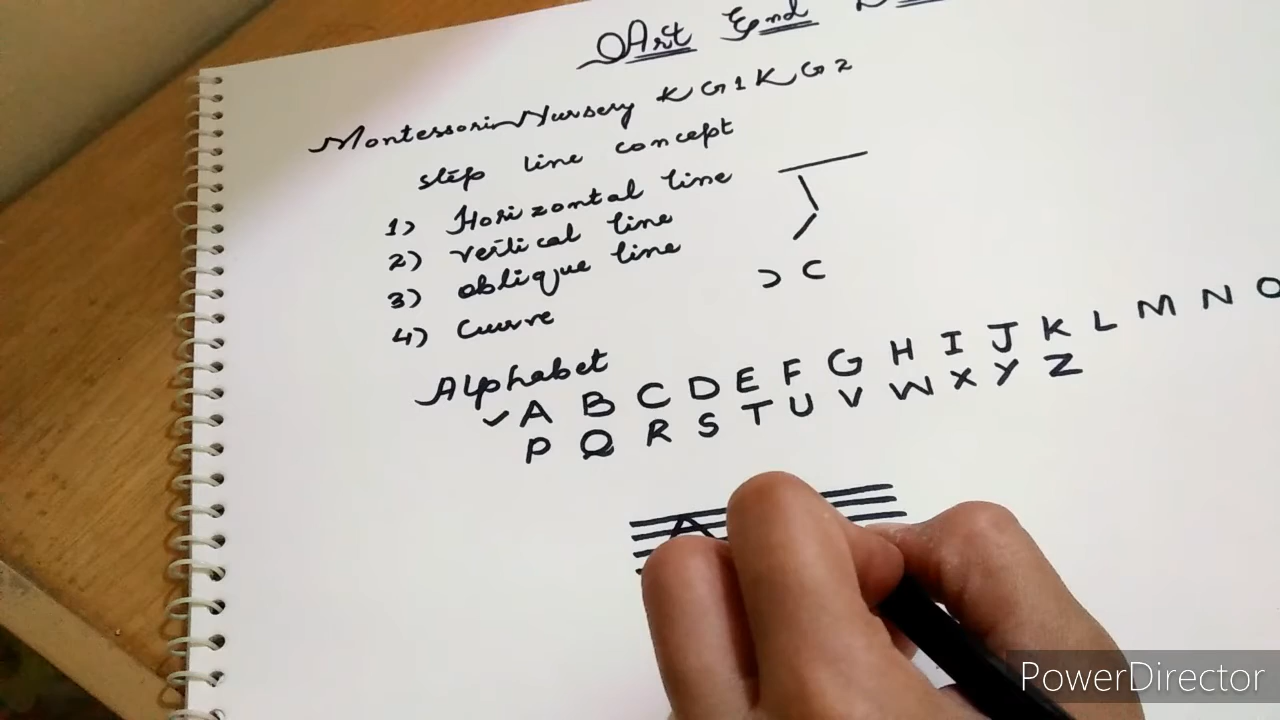 Art End
Montessori Nursery KG1 KG2
step line concept
1) Horizontal line
2) vertical line
3) oblique line
4) Curve
Alphabet
A B C D E F G H I J K L M N O
P Q R S T U V W X Y Z
A
PowerDirector